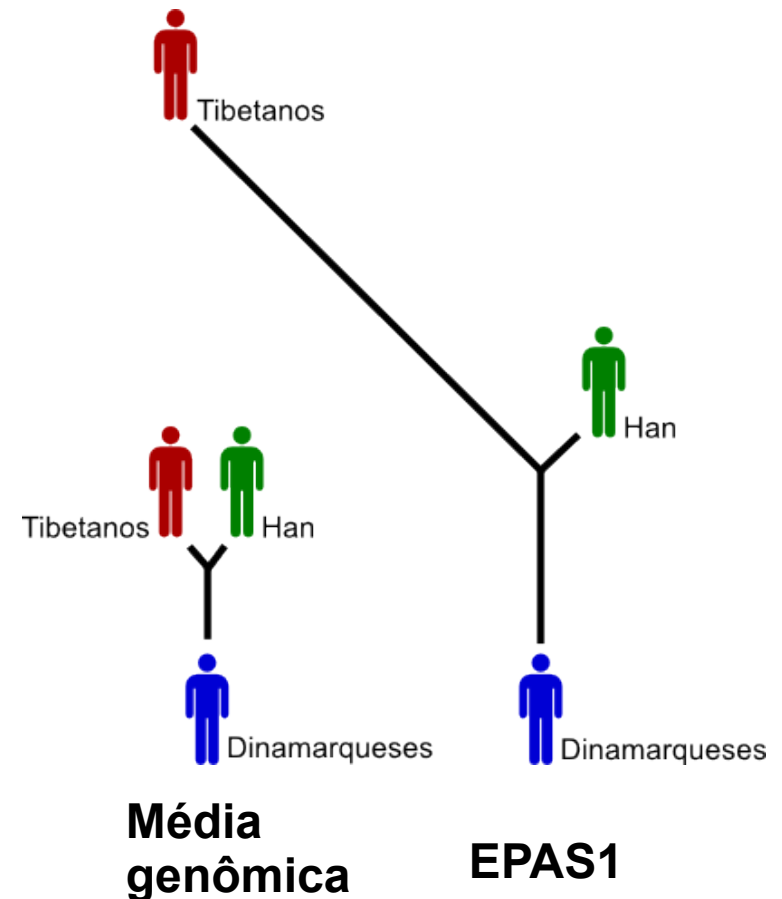 Tibetanos
Han
Tibetanos
Han
Dinamarqueses
Dinamarqueses
Média
genômica
EPAS1